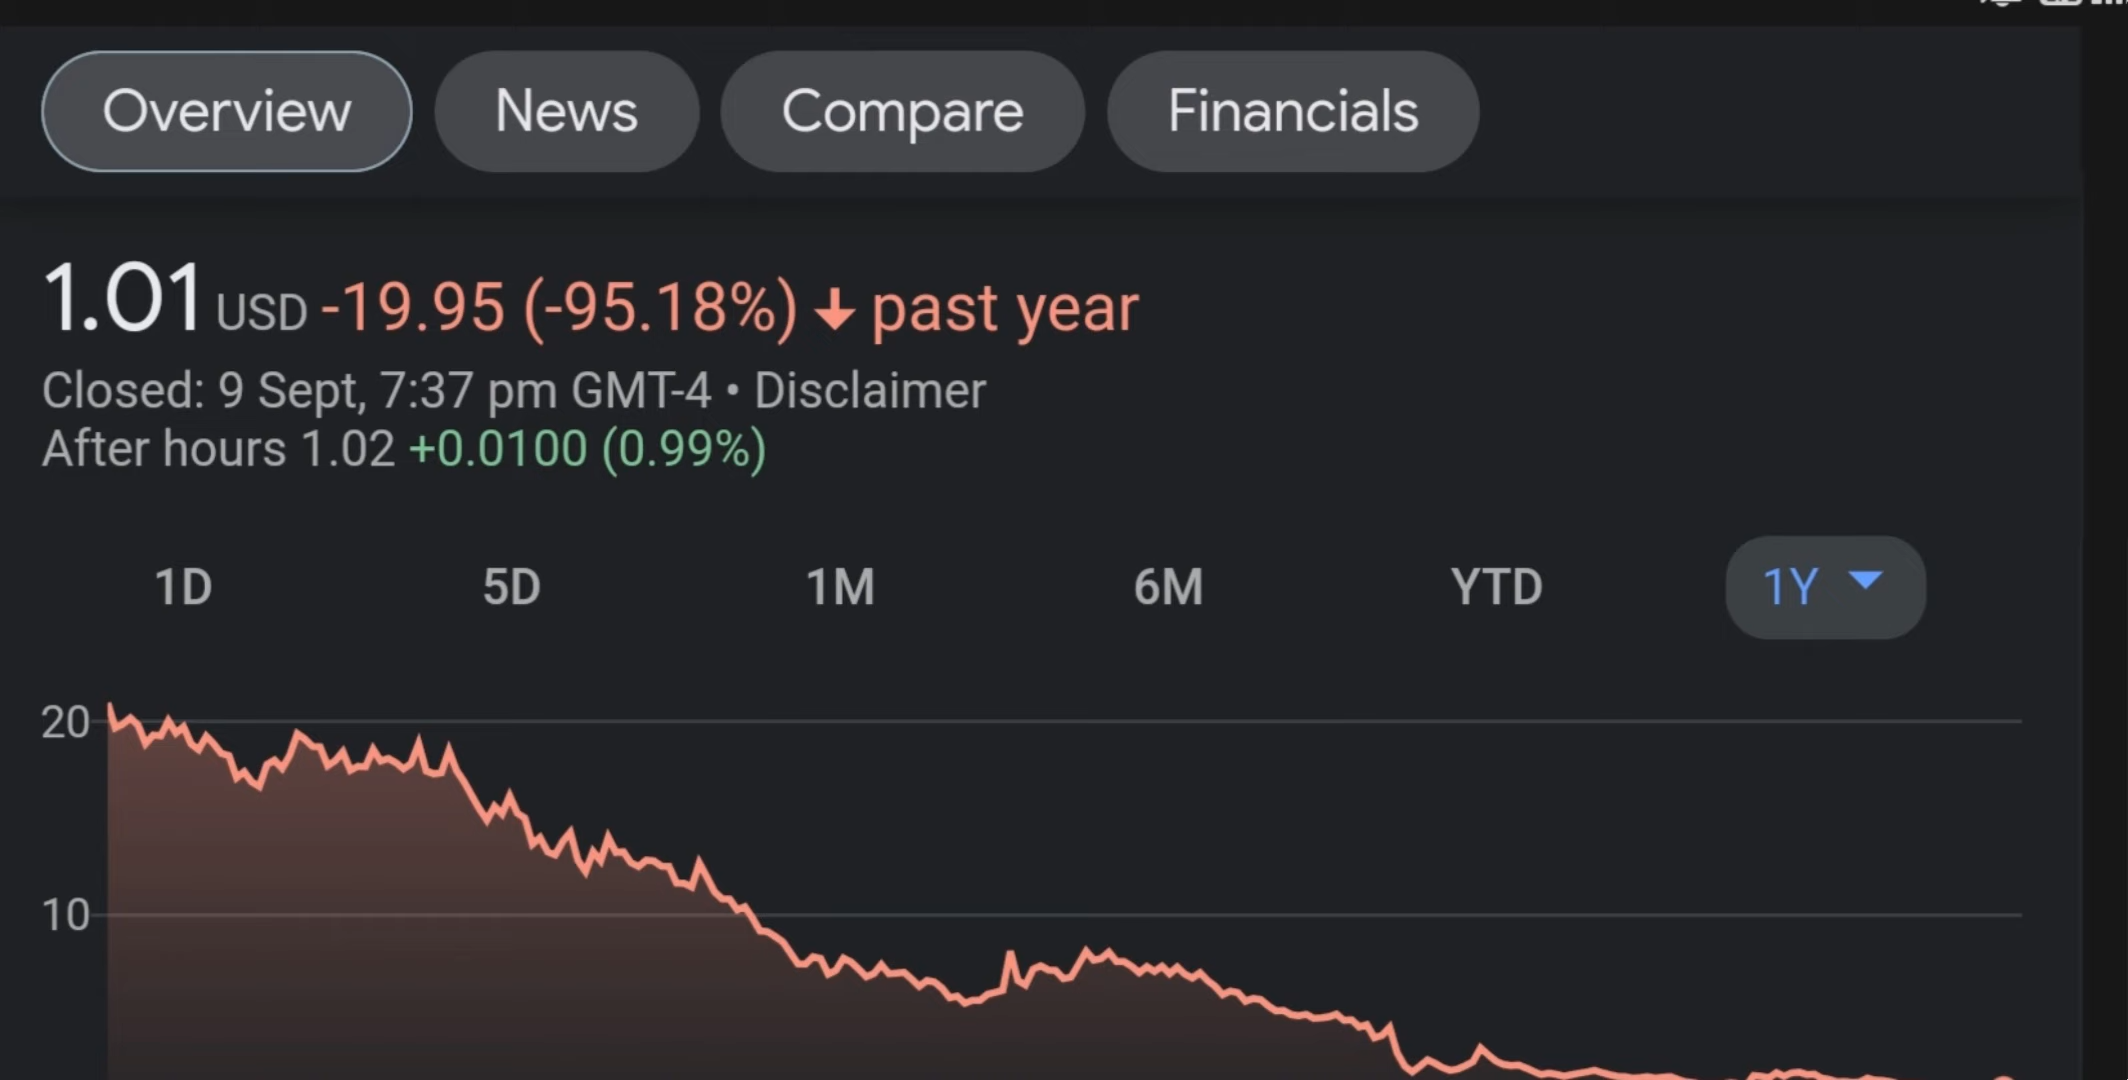 Overview News Compare Financials
1.01 USD -19.95 (-95.18%) ↓ past year
Closed: 9 Sept, 7:37 pm GMT-4 • Disclaimer
After hours 1.02 +0.0100 (0.99%)
1D 5D 1M 6M YTD 1Y
20
10